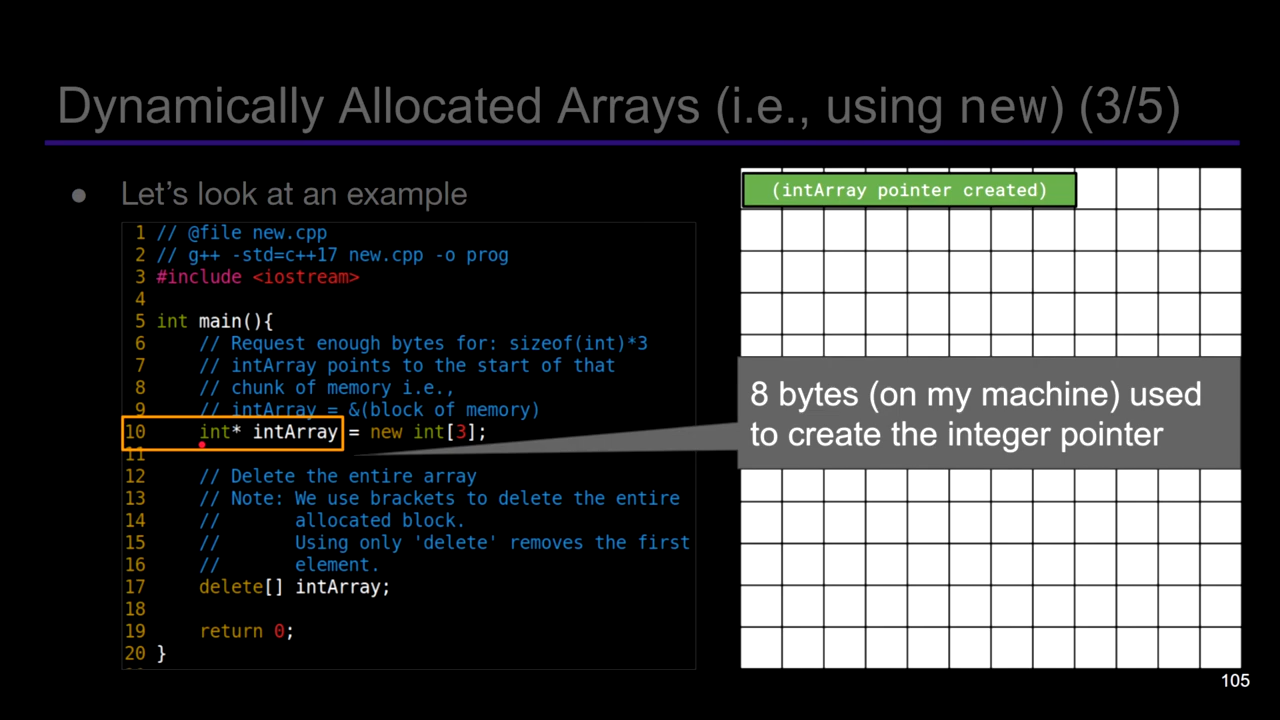 Dynamically Allocated Arrays (i.e., using new) (3/5)
● Let's look at an example
1 // @file new.cpp
2 // g++ -std=c++17 new.cpp -o prog
3 #include <iostream>
4
5 int main(){
6     // Request enough bytes for: sizeof(int)*3
7     // intArray points to the start of that
8     // chunk of memory i.e.,
9     // intArray = &(block of memory)
10     int* intArray = new int[3];
11
12     // Delete the entire array
13     // Note: We use brackets to delete the entire
14     //       allocated block.
15     //       Using only 'delete' removes the first
16     //       element.
17     delete[] intArray;
18
19     return 0;
20 }
(intArray pointer created)
8 bytes (on my machine) used
to create the integer pointer
105